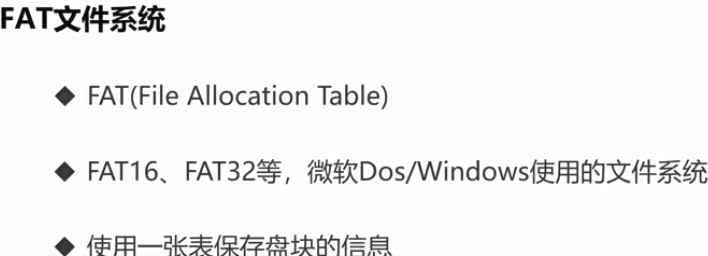 FAT文件系统
◆ FAT(File Allocation Table)
◆ FAT16、FAT32等，微软Dos/Windows使用的文件系统
◆ 使用一张表保存盘块的信息